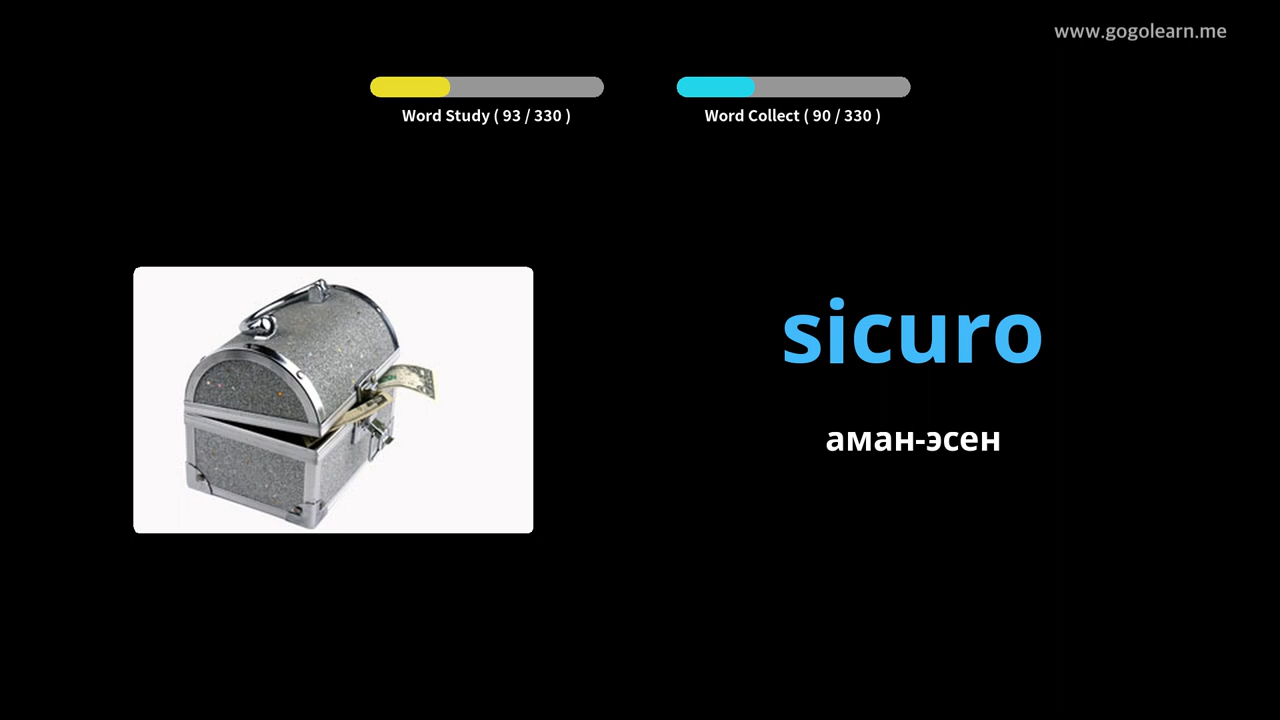 www.gogolearn.me
Word Study ( 93 / 330 )
Word Collect ( 90 / 330 )
sicuro
аман-эсен